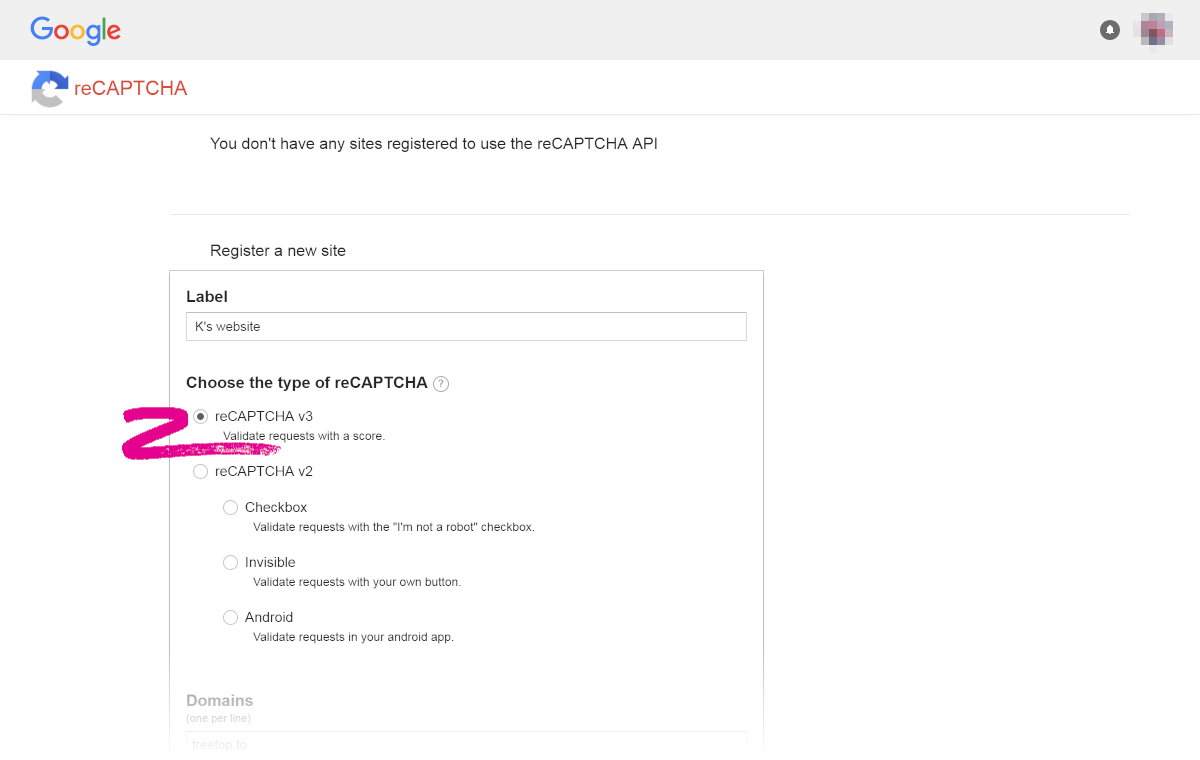 Google
reCAPTCHA
You don't have any sites registered to use the reCAPTCHA API
Register a new site
Label
K's website
Choose the type of reCAPTCHA ?
reCAPTCHA v3
Validate requests with a score.
reCAPTCHA v2
Checkbox
Validate requests with the "I'm not a robot" checkbox.
Invisible
Validate requests with your own button.
Android
Validate requests in your android app.
Domains
(one per line)
treetop.to